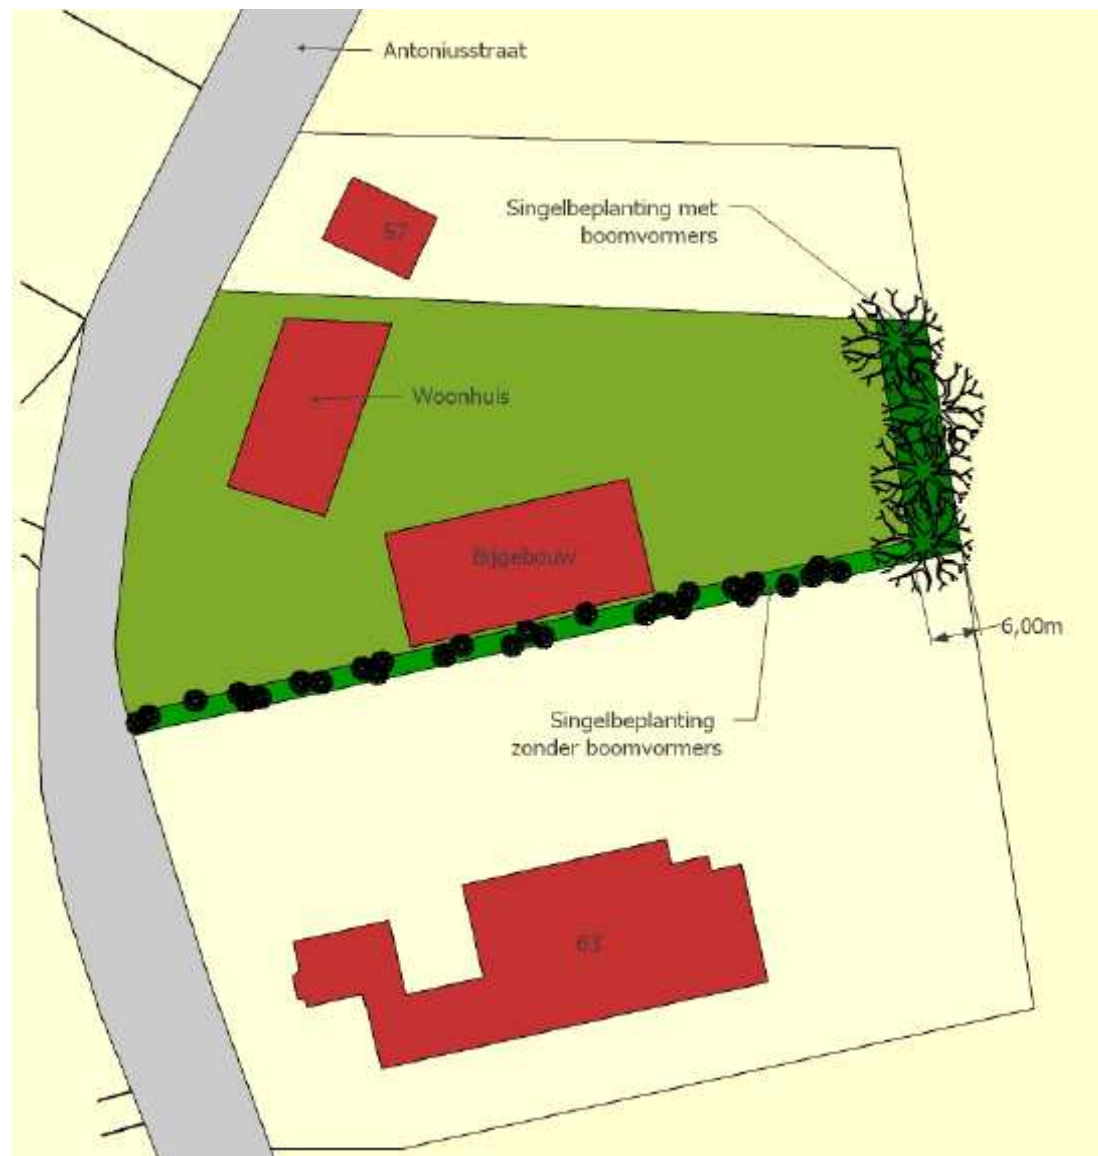 Antoniusstraat
Singelbeplanting met
boomvormers
57
Woonhuis
Bijgebouw
6,00m
Singelbeplanting
zonder boomvormers
63